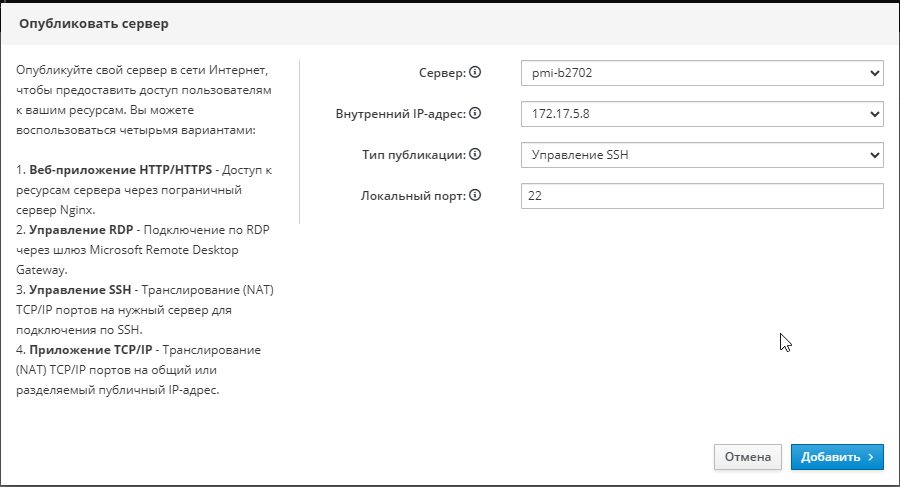 Опубликовать сервер
Опубликуйте свой сервер в сети Интернет,
чтобы предоставить доступ пользователям
к вашим ресурсам. Вы можете
воспользоваться четырьмя вариантами:
1. Веб-приложение HTTP/HTTPS - Доступ к
ресурсам сервера через пограничный
сервер Nginx.
2. Управление RDP - Подключение по RDP
через шлюз Microsoft Remote Desktop
Gateway.
3. Управление SSH - Транслирование (NAT)
TCP/IP портов на нужный сервер для
подключения по SSH.
4. Приложение TCP/IP - Транслирование
(NAT) TCP/IP портов на общий или
разделяемый публичный IP-адрес.
Сервер: pmi-b2702
Внутренний IP-адрес: 172.17.5.8
Тип публикации: Управление SSH
Локальный порт: 22
Отмена Добавить